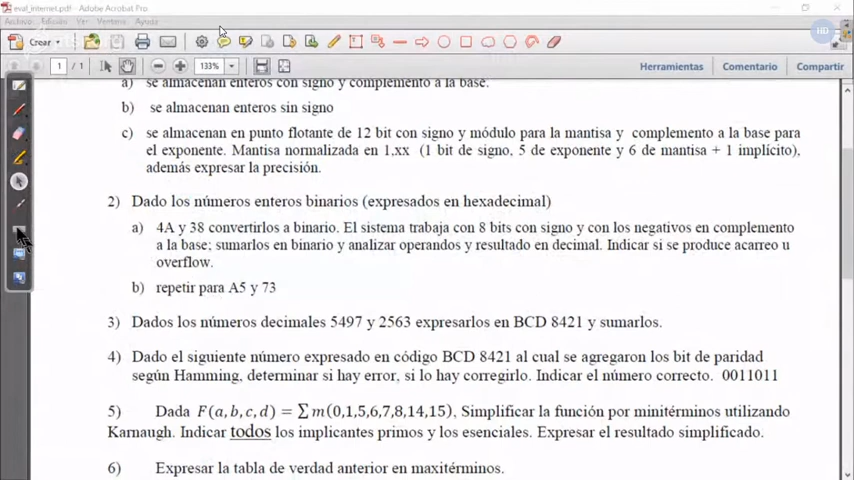 eval_internet.pdf - Adobe Acrobat Pro
Archivo Edición Ver Ventana Ayuda
Crear
1 / 1 133% Herramientas Comentario Compartir
a) se almacenan enteros con signo y complemento a la base.
b) se almacenan enteros sin signo
c) se almacenan en punto flotante de 12 bit con signo y módulo para la mantisa y complemento a la base para
el exponente. Mantisa normalizada en 1,xx (1 bit de signo, 5 de exponente y 6 de mantisa + 1 implícito),
además expresar la precisión.
2) Dado los números enteros binarios (expresados en hexadecimal)
a) 4A y 38 convertirlos a binario. El sistema trabaja con 8 bits con signo y con los negativos en complemento
a la base; sumarlos en binario y analizar operandos y resultado en decimal. Indicar si se produce acarreo u
overflow.
b) repetir para A5 y 73
3) Dados los números decimales 5497 y 2563 expresarlos en BCD 8421 y sumarlos.
4) Dado el siguiente número expresado en código BCD 8421 al cual se agregaron los bit de paridad
según Hamming, determinar si hay error, si lo hay corregirlo. Indicar el número correcto. 0011011
5) Dada F(a,b,c,d) = ∑m(0,1,5,6,7,8,14,15), Simplificar la función por minitérminos utilizando
Karnaugh. Indicar todos los implicantes primos y los esenciales. Expresar el resultado simplificado.
6) Expresar la tabla de verdad anterior en maxitérminos.